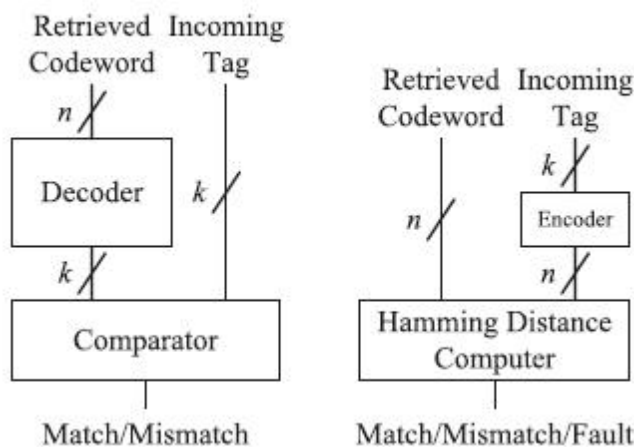 Retrieved Codeword
Incoming Tag
n
Decoder
k
k
Comparator
Match/Mismatch
Retrieved Codeword
Incoming Tag
k
n
Encoder
n
Hamming Distance
Computer
Match/Mismatch/Fault